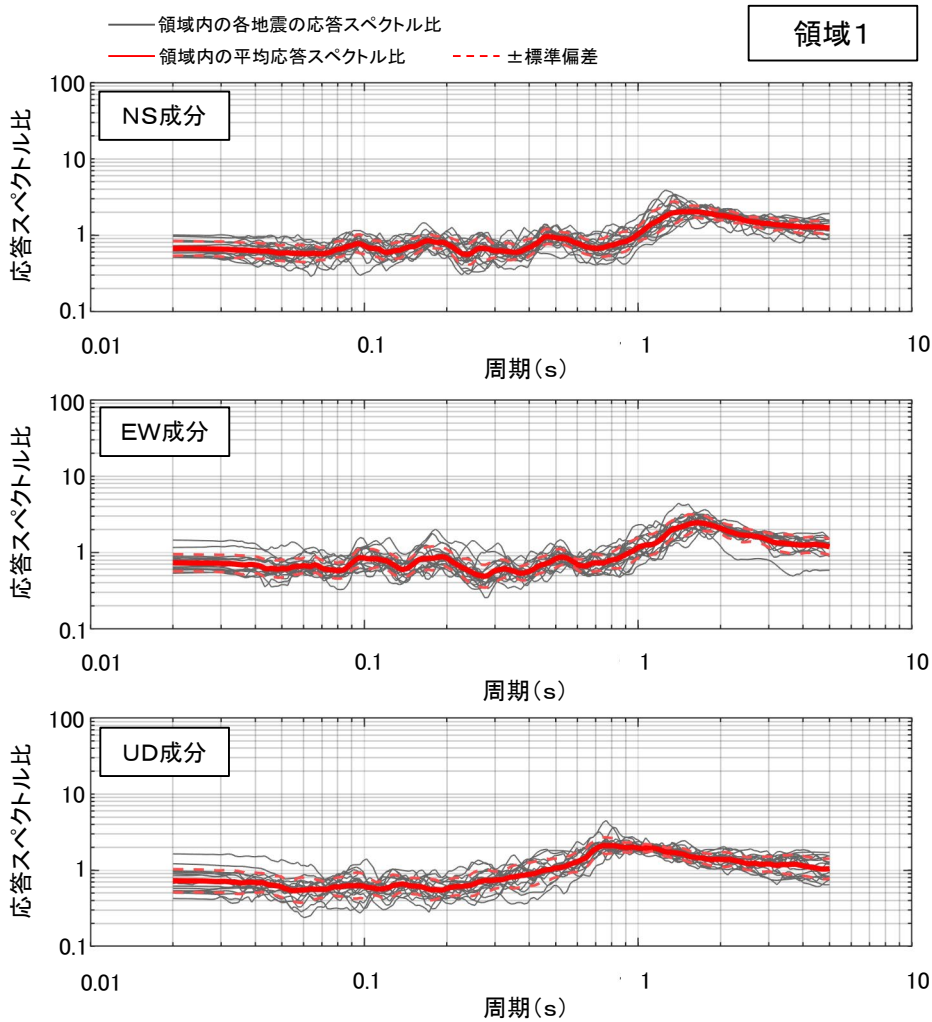 領域内の各地震の応答スペクトル比
領域内の平均応答スペクトル比 ±標準偏差
領域1
NS成分
応答スペクトル比
100
10
1
0.1
0.01 0.1 1 10
周期(s)
EW成分
応答スペクトル比
100
10
1
0.1
0.01 0.1 1 10
周期(s)
UD成分
応答スペクトル比
100
10
1
0.1
0.01 0.1 1 10
周期(s)